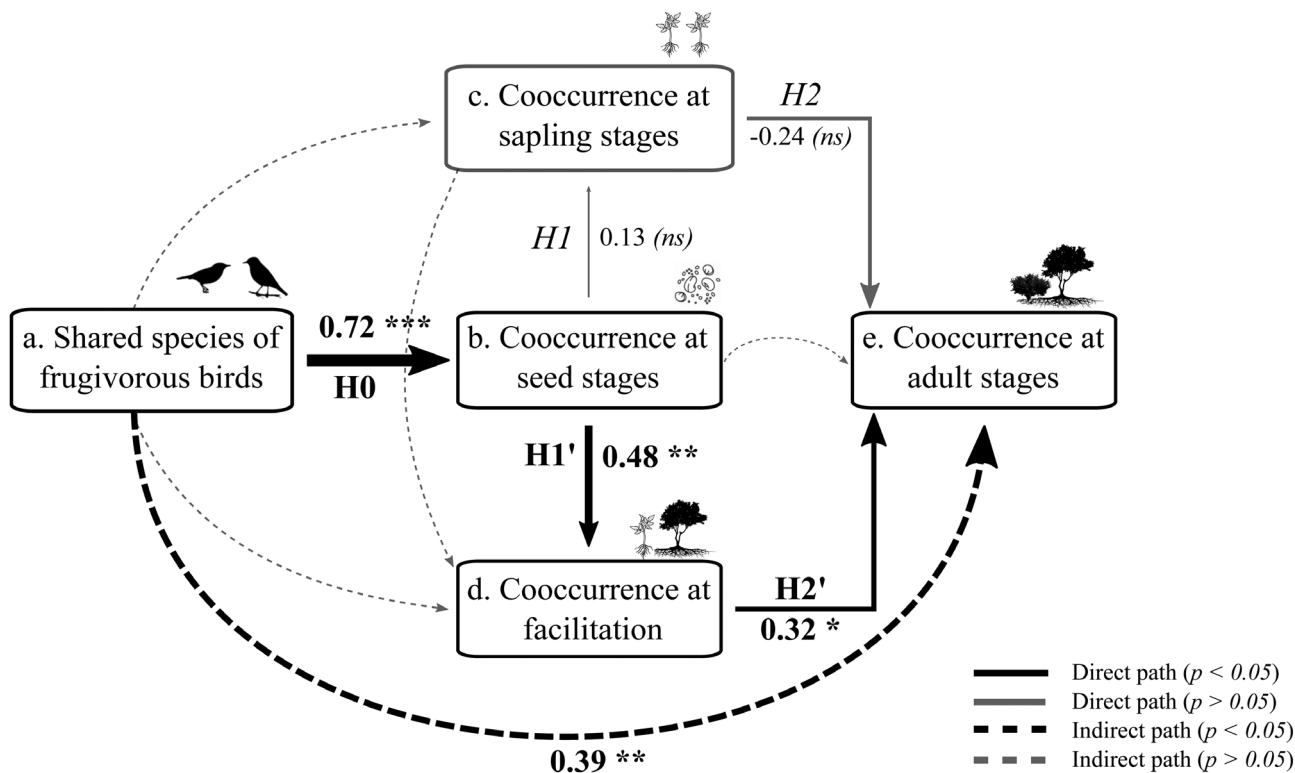 c. Cooccurrence at
sapling stages
H2
-0.24 (ns)
H1
0.13 (ns)
a. Shared species of
frugivorous birds
0.72 ***
H0
b. Cooccurrence at
seed stages
e. Cooccurrence at
adult stages
H1'
0.48 **
d. Cooccurrence at
facilitation
H2'
0.32 *
0.39 **
Direct path (p < 0.05)
Direct path (p > 0.05)
Indirect path (p < 0.05)
Indirect path (p > 0.05)